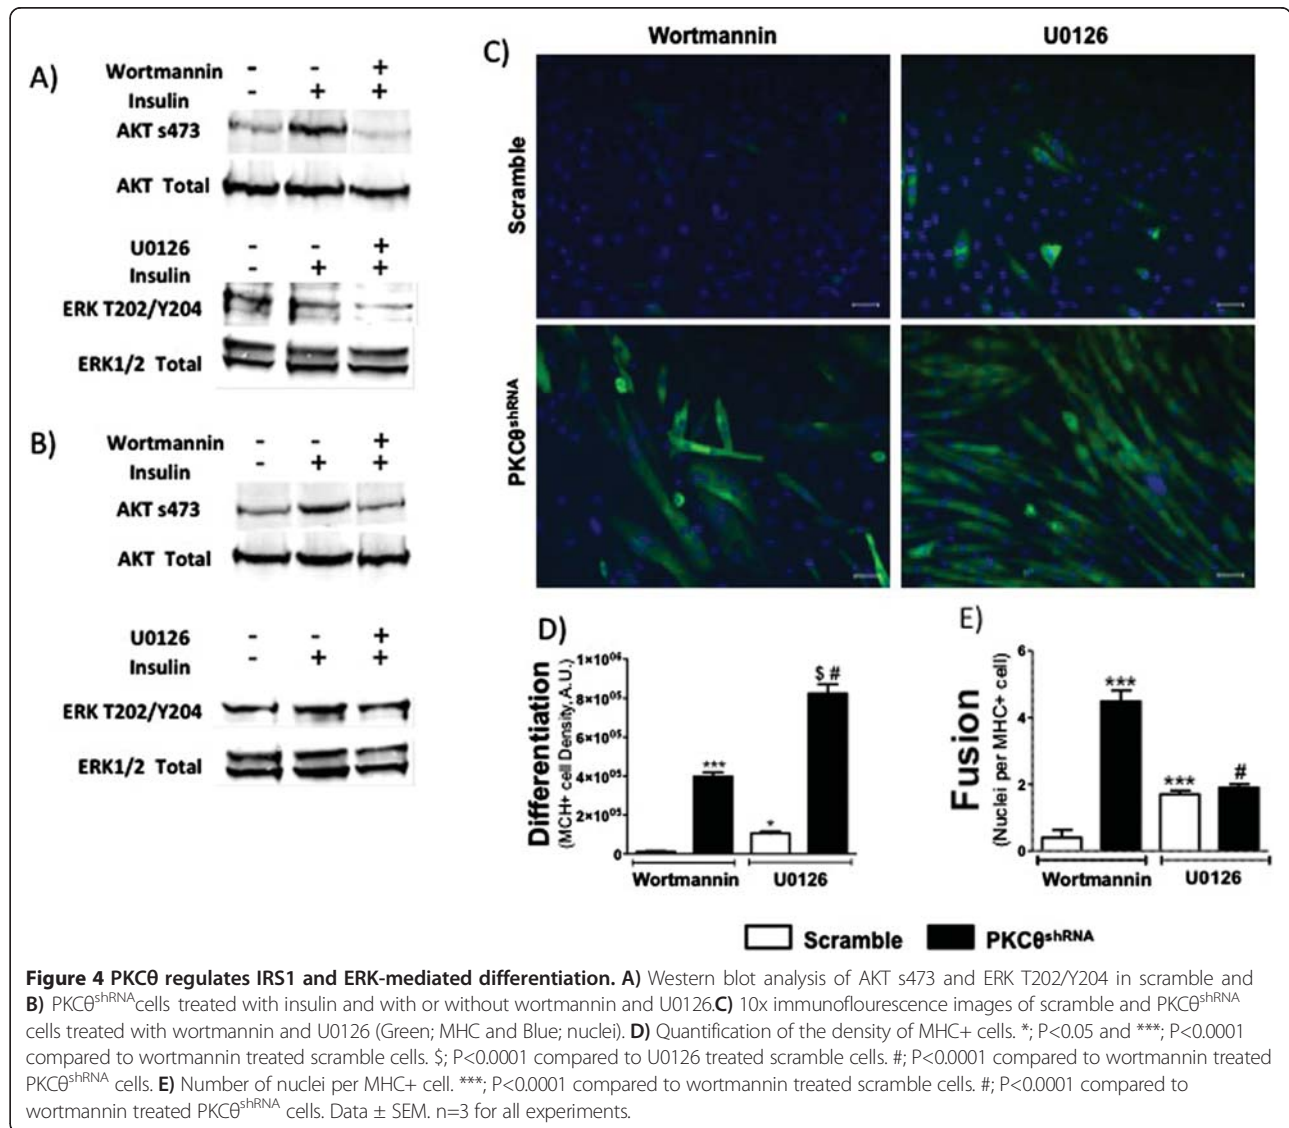 A)
Wortmannin - - +
Insulin - + +
AKT s473
AKT Total
U0126 - - +
Insulin - + +
ERK T202/Y204
ERK1/2 Total
B)
Wortmannin - - +
Insulin - + +
AKT s473
AKT Total
U0126 - - +
Insulin - + +
ERK T202/Y204
ERK1/2 Total
C)
Wortmannin U0126
Scramble
PKCθshRNA
D)
Differentiation
(MCH+ cell Density, A.U.)
1×10⁰⁶
8×10⁰⁵
6×10⁰⁵
4×10⁰⁵
2×10⁰⁵
0
***
*
$ #
Wortmannin U0126
E)
Fusion
(Nuclei per MHC+ cell)
6
4
2
0
***
***
#
Wortmannin U0126
Scramble PKCθshRNA
Figure 4 PKCθ regulates IRS1 and ERK-mediated differentiation. A) Western blot analysis of AKT s473 and ERK T202/Y204 in scramble and
B) PKCθshRNAcells treated with insulin and with or without wortmannin and U0126.C) 10x immunoflourescence images of scramble and PKCθshRNA
cells treated with wortmannin and U0126 (Green; MHC and Blue; nuclei). D) Quantification of the density of MHC+ cells. *; P<0.05 and ***; P<0.0001
compared to wortmannin treated scramble cells. $; P<0.0001 compared to U0126 treated scramble cells. #; P<0.0001 compared to wortmannin treated
PKCθshRNA cells. E) Number of nuclei per MHC+ cell. ***; P<0.0001 compared to wortmannin treated scramble cells. #; P<0.0001 compared to
wortmannin treated PKCθshRNA cells. Data ± SEM. n=3 for all experiments.